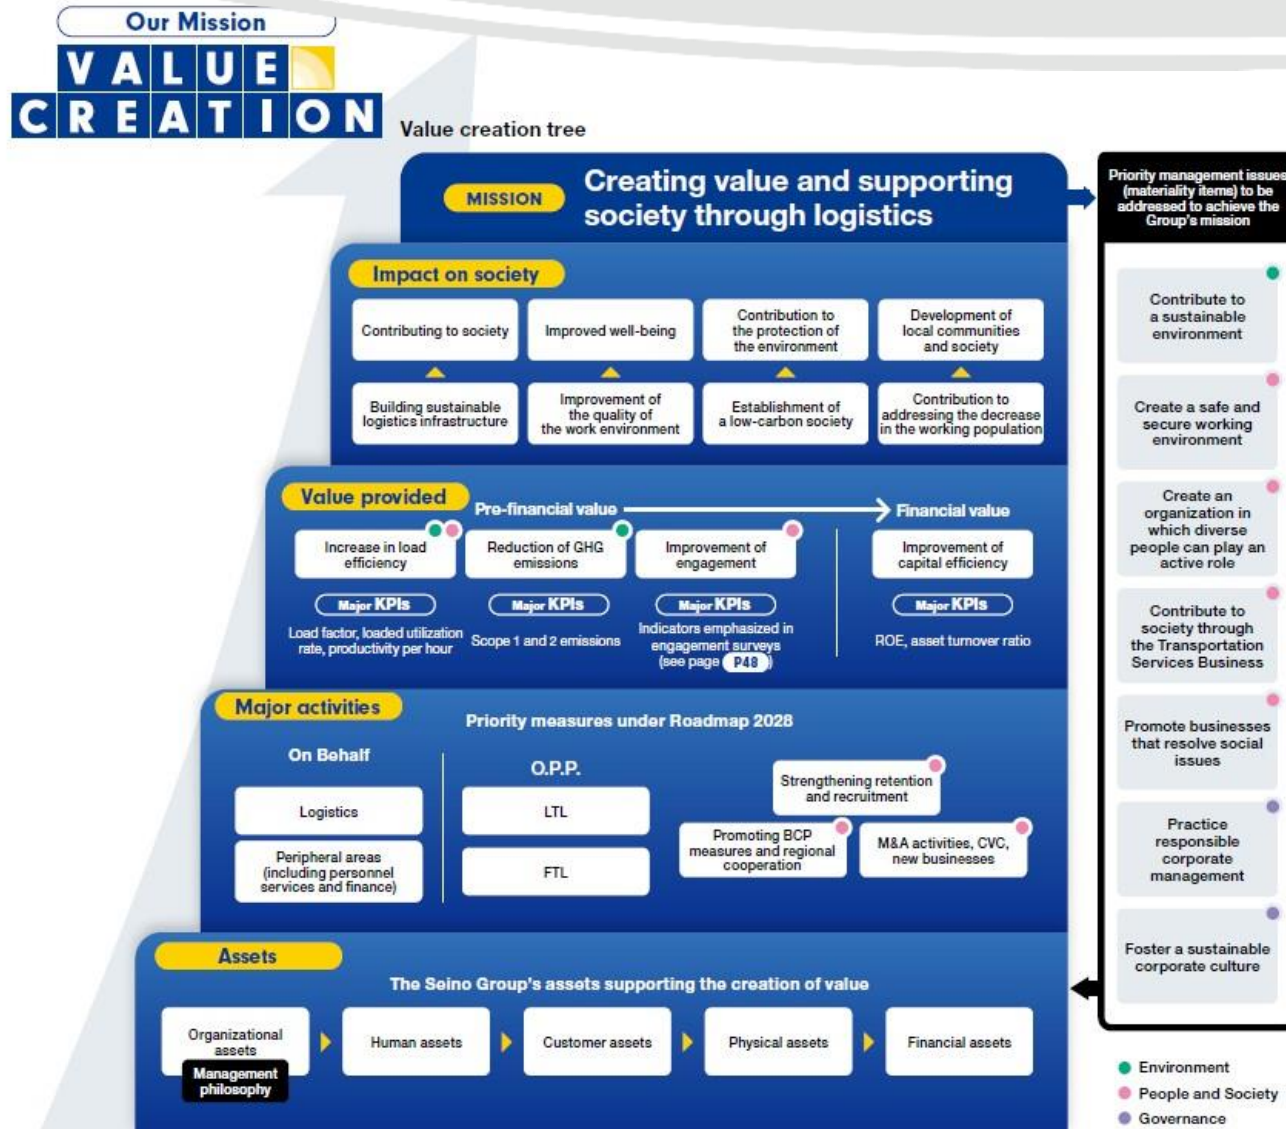 Our Mission
VALUE
CREATION
Value creation tree
MISSION
Creating value and supporting
society through logistics
Impact on society
Contributing to society
Improved well-being
Contribution to
the protection of
the environment
Development of
local communities
and society
Building sustainable
logistics infrastructure
Improvement of
the quality of
the work environment
Establishment of
a low-carbon society
Contribution to
addressing the decrease
in the working population
Value provided
Pre-financial value
Financial value
Increase in load
efficiency
Reduction of GHG
emissions
Improvement of
engagement
Improvement of
capital efficiency
Major KPIs
Major KPIs
Major KPIs
Major KPIs
Load factor, loaded utilization
rate, productivity per hour
Scope 1 and 2 emissions
Indicators emphasized in
engagement surveys
(see page P48 )
ROE, asset turnover ratio
Major activities
Priority measures under Roadmap 2028
On Behalf
Logistics
Peripheral areas
(including personnel
services and finance)
O.P.P.
LTL
FTL
Strengthening retention
and recruitment
Promoting BCP
measures and regional
cooperation
M&A activities, CVC,
new businesses
Assets
The Seino Group's assets supporting the creation of value
Organizational
assets
Management
philosophy
Human assets
Customer assets
Physical assets
Financial assets
Priority management issues
(materiality items) to be
addressed to achieve the
Group's mission
Contribute to
a sustainable
environment
Create a safe and
secure working
environment
Create an
organization in
which diverse
people can play an
active role
Contribute to
society through
the Transportation
Services Business
Promote businesses
that resolve social
issues
Practice
responsible
corporate
management
Foster a sustainable
corporate culture
Environment
People and Society
Governance